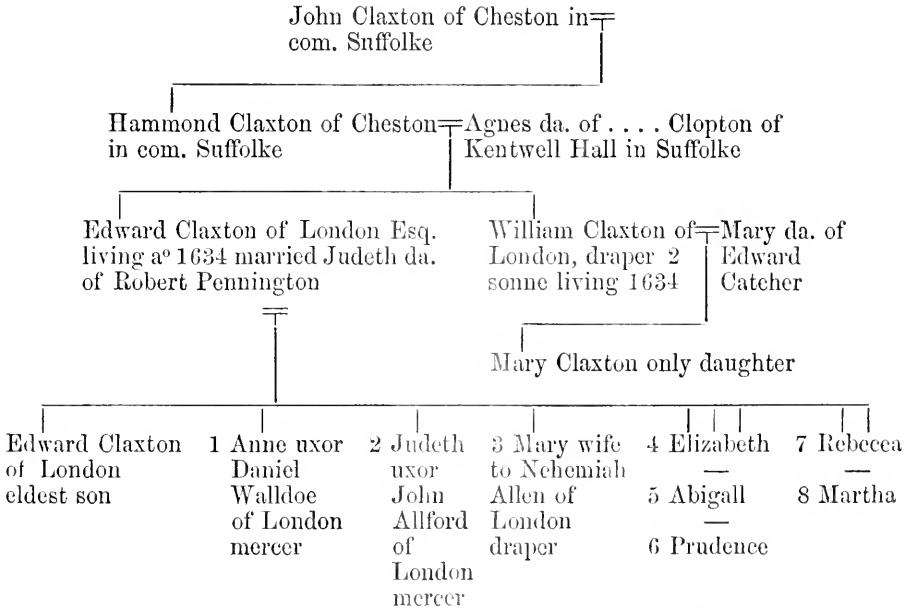 John Claxton of Cheston in
com. Suffolke
Hammond Claxton of Cheston
in com. Suffolke
Agnes da. of . . . . Clopton of
Kentwell Hall in Suffolke
Edward Claxton of London Esq.
living aº 1634 married Judeth da.
of Robert Pennington
William Claxton of
London, draper 2
sonne living 1634
Mary da. of
Edward
Catcher
Mary Claxton only daughter
Edward Claxton
of London
eldest son
1 Anne uxor
Daniel
Walldoe
of London
mercer
2 Judeth
uxor
John
Allford
of
London
mercer
3 Mary wife
to Nehemiah
Allen of
London
draper
4 Elizabeth
—
5 Abigall
—
6 Prudence
7 Rebecca
—
8 Martha